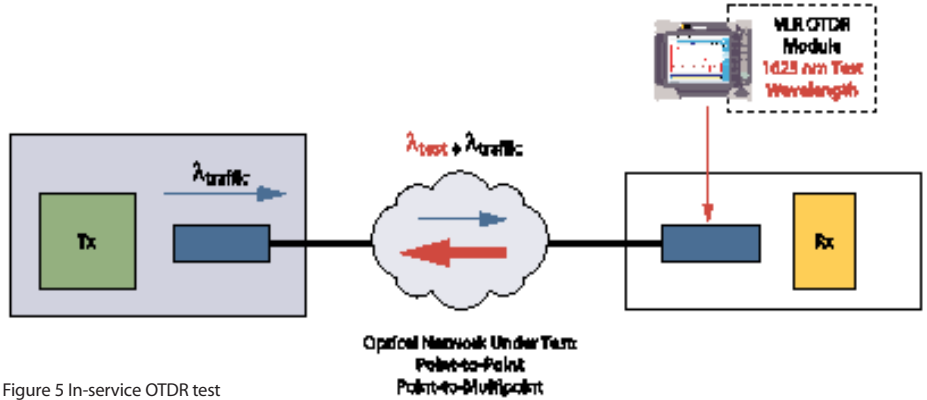 VLR OTDR
Module
1625 nm Test
Wavelength
λtest + λtraffic
λtraffic
Tx
Rx
Optical Network Under Test:
Point-to-Point
Point-to-Multipoint
Figure 5 In-service OTDR test